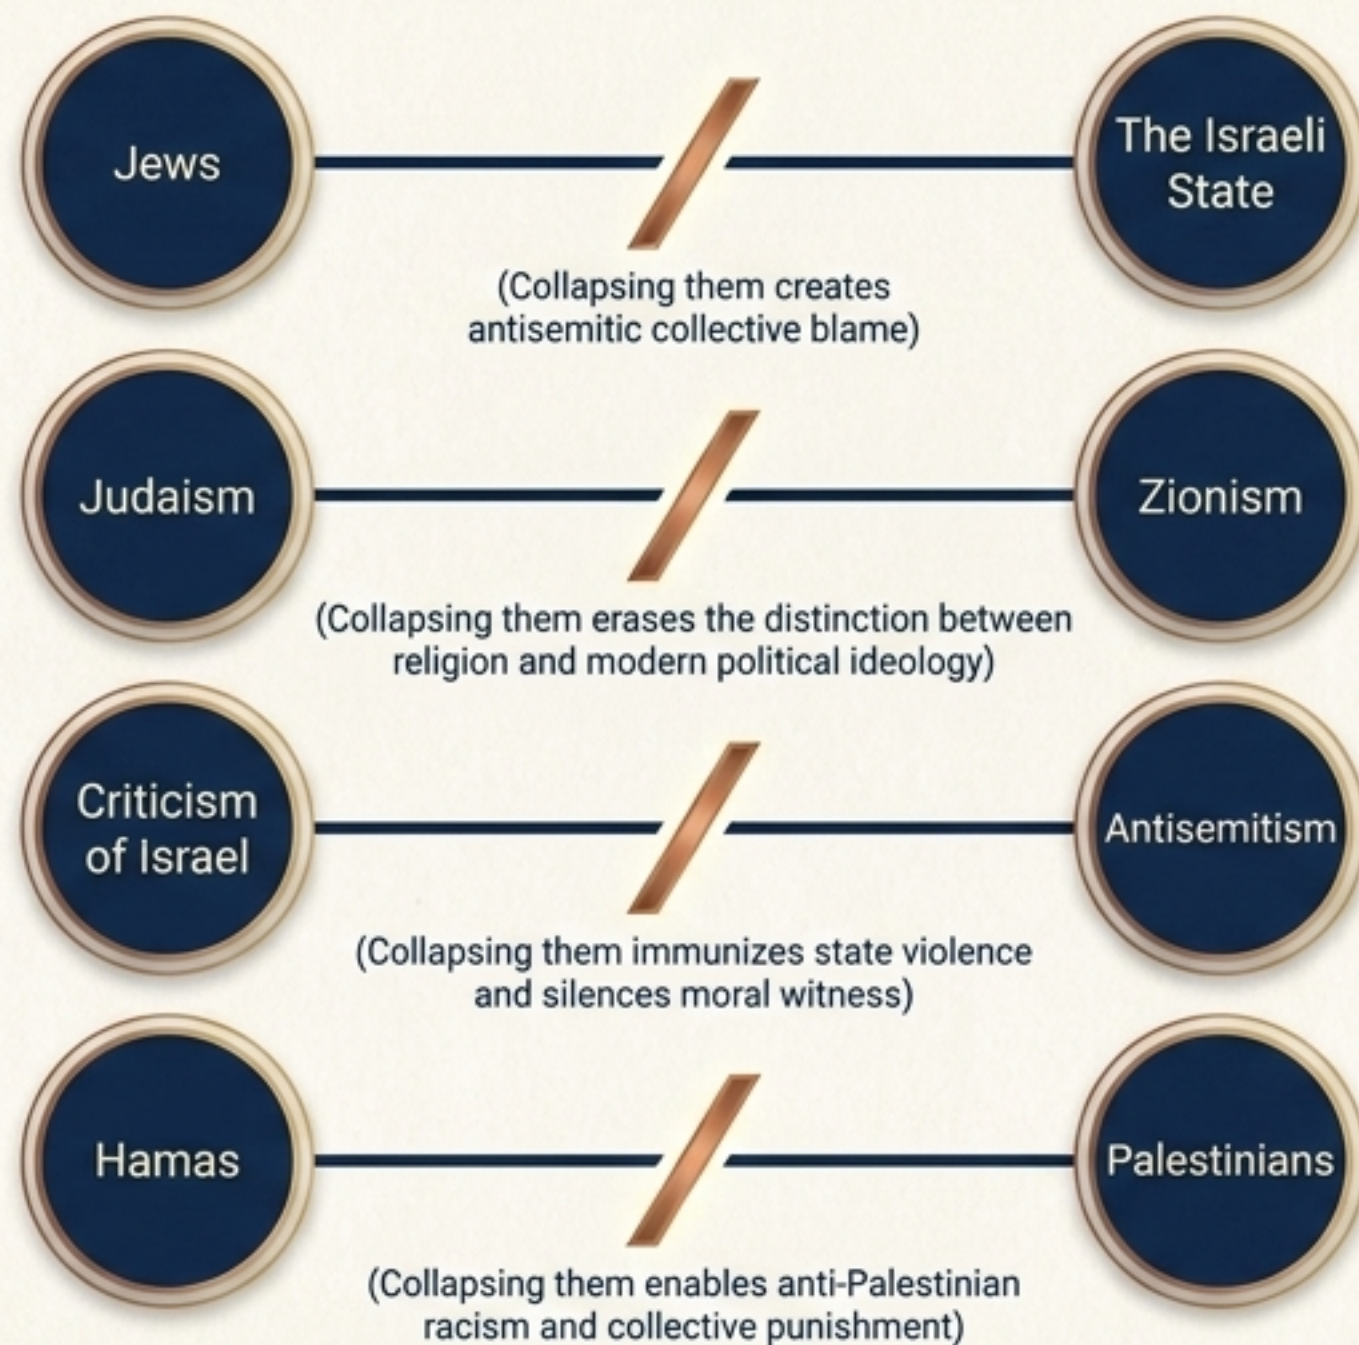 Jews
The Israeli
State
(Collapsing them creates
antisemitic collective blame)
Judaism
Zionism
(Collapsing them erases the distinction between
religion and modern political ideology)
Criticism
of Israel
Antisemitism
(Collapsing them immunizes state violence
and silences moral witness)
Hamas
Palestinians
(Collapsing them enables anti-Palestinian
racism and collective punishment)